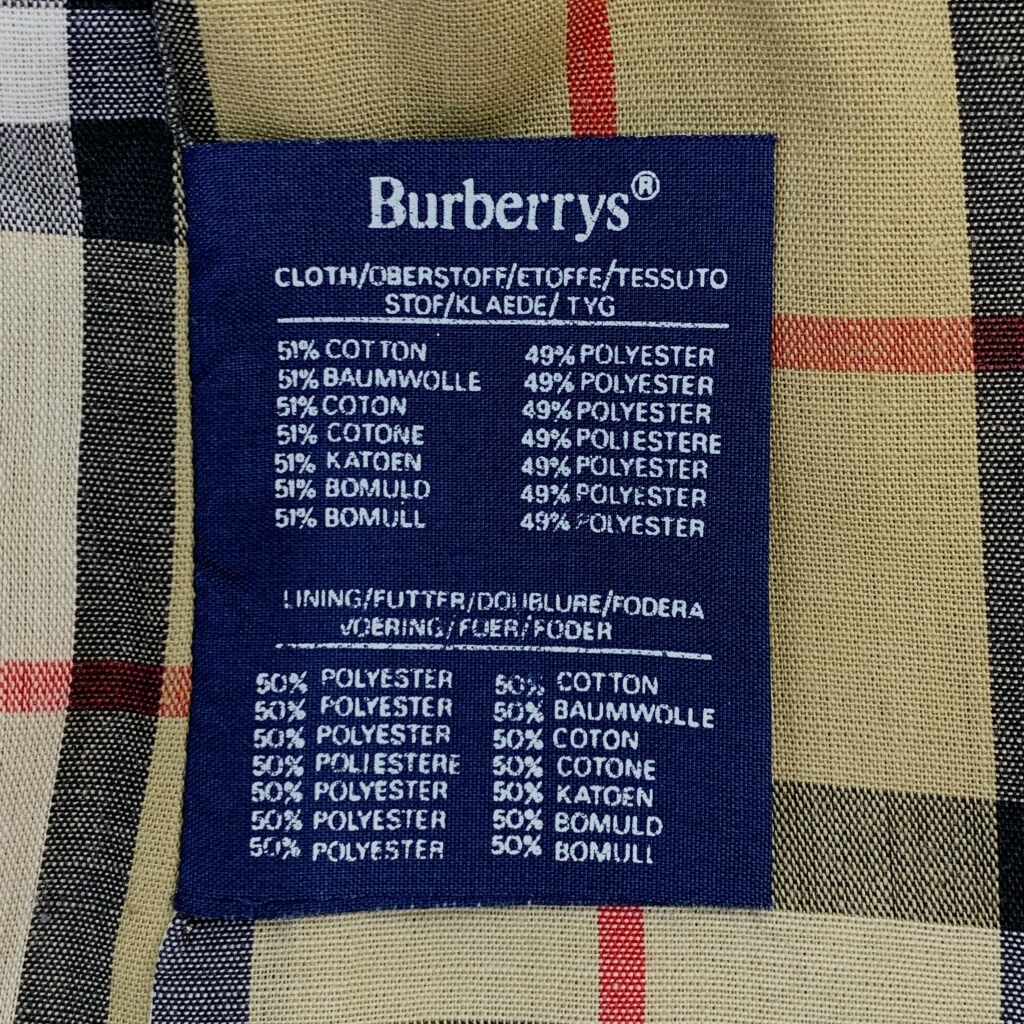 Burberrys®
CLOTH/OBERSTOFF/ETOFFE/TESSUTO
STOF/KLAEDE/TYG
51% COTTON 49% POLYESTER
51% BAUMWOLLE 49% POLYESTER
51% COTON 49% POLYESTER
51% COTONE 49% POLIESTERE
51% KATOEN 49% POLYESTER
51% BOMULD 49% POLYESTER
51% BOMULL 49% POLYESTER
LINING/FUTTER/DOUBLURE/FODERA
VOERING/FUER/FODER
50% POLYESTER 50% COTTON
50% POLYESTER 50% BAUMWOLLE
50% POLYESTER 50% COTON
50% POLIESTERE 50% COTONE
50% POLYESTER 50% KATOEN
50% POLYESTER 50% BOMULD
50% POLYESTER 50% BOMULL